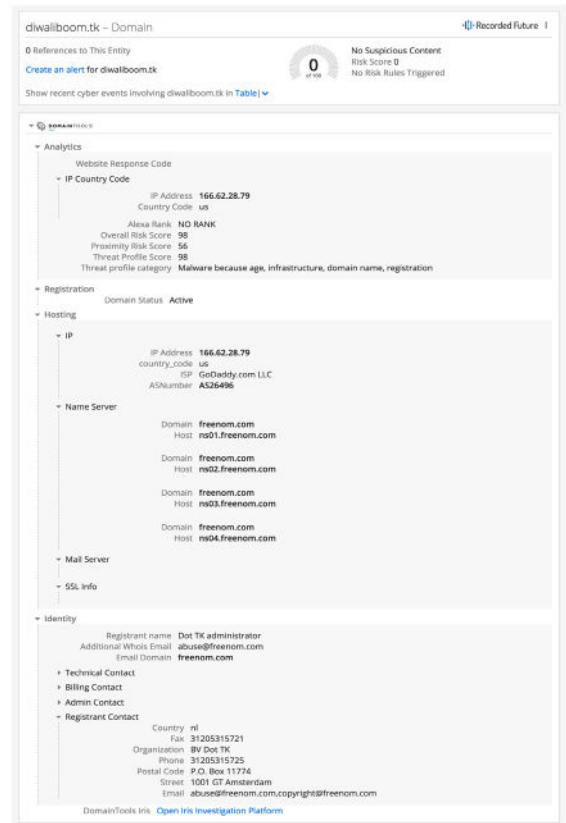 diwaliboom.tk – Domain
Recorded Future
0 References to This Entity
Create an alert for diwaliboom.tk
Show recent cyber events involving diwaliboom.tk in Table |
0
of 100
No Suspicious Content
Risk Score 0
No Risk Rules Triggered
DOMAINTOOLS
Analytics
Website Response Code
IP Country Code
IP Address 166.62.28.79
Country Code us
Alexa Rank NO RANK
Overall Risk Score 98
Proximity Risk Score 56
Threat Profile Score 98
Threat profile category Malware because age, infrastructure, domain name, registration
Registration
Domain Status Active
Hosting
IP
IP Address 166.62.28.79
country_code us
ISP GoDaddy.com LLC
ASNumber AS26496
Name Server
Domain freenom.com
Host ns01.freenom.com
Domain freenom.com
Host ns02.freenom.com
Domain freenom.com
Host ns03.freenom.com
Domain freenom.com
Host ns04.freenom.com
Mail Server
SSL Info
Identity
Registrant name Dot TK administrator
Additional Whois Email abuse@freenom.com
Email Domain freenom.com
Technical Contact
Billing Contact
Admin Contact
Registrant Contact
Country nl
Fax 31205315721
Organization BV Dot TK
Phone 31205315725
Postal Code P.O. Box 11774
Street 1001 GT Amsterdam
Email abuse@freenom.com,copyright@freenom.com
DomainTools Iris Open Iris Investigation Platform